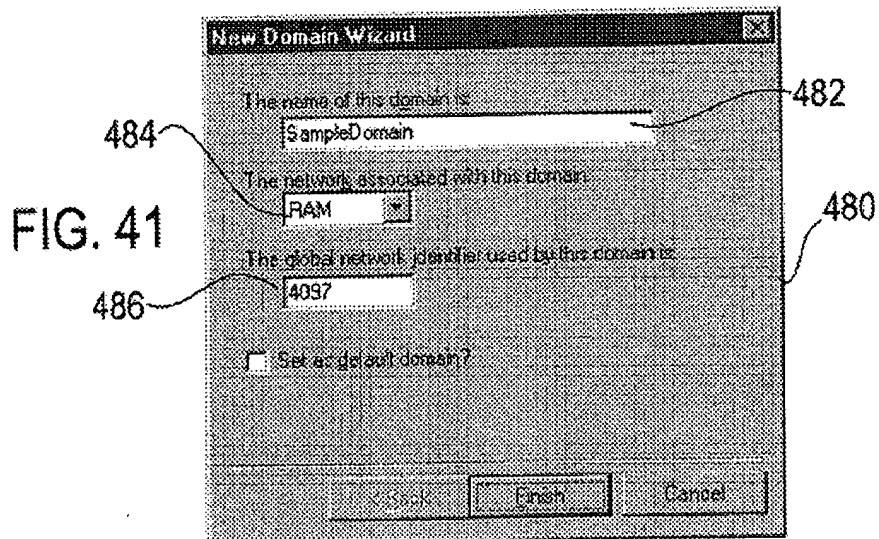 New Domain Wizard
The name of this domain is:
482
SampleDomain
484
The network associated with this domain:
RAM
480
FIG. 41
The global network identifier used by this domain is:
486
4097
Set as default domain?
< Back
Finish
Cancel